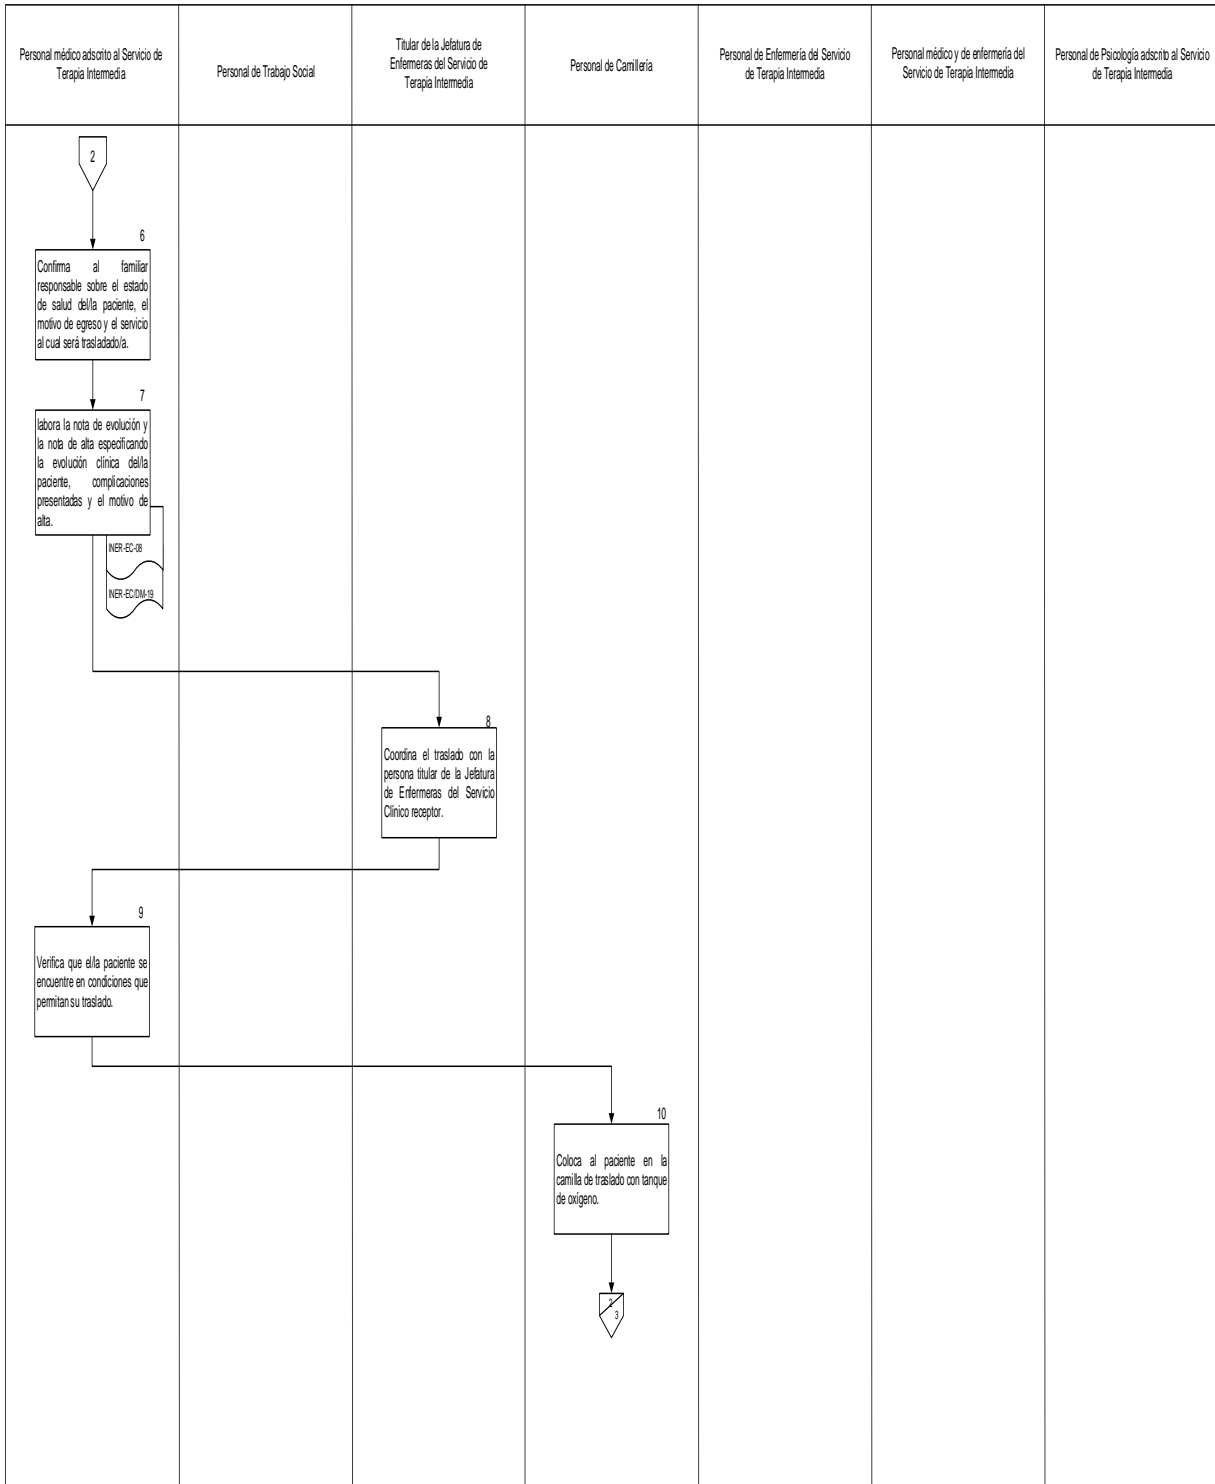 Personal médico adscrito al Servicio de
Terapia Intermedia
Personal de Trabajo Social
Titular de la Jefatura de
Enfermeras del Servicio de
Terapia Intermedia
Personal de Camillería
Personal de Enfermería del Servicio
de Terapia Intermedia
Personal médico y de enfermería del
Servicio de Terapia Intermedia
Personal de Psicología adscrito al Servicio
de Terapia Intermedia
2
6
Confirma al familiar
responsable sobre el estado
de salud del/la paciente, el
motivo de egreso y el servicio
al cual será trasladado/a.
7
labora la nota de evolución y
la nota de alta especificando
la evolución clínica del/la
paciente, complicaciones
presentadas y el motivo de
alta.
INER-EC-08
INER-EC/DM-19
8
Coordina el traslado con la
persona titular de la Jefatura
de Enfermeras del Servicio
Clínico receptor.
9
Verifica que el/la paciente se
encuentre en condiciones que
permitan su traslado.
10
Coloca al paciente en la
camilla de traslado con tanque
de oxígeno.
2
3